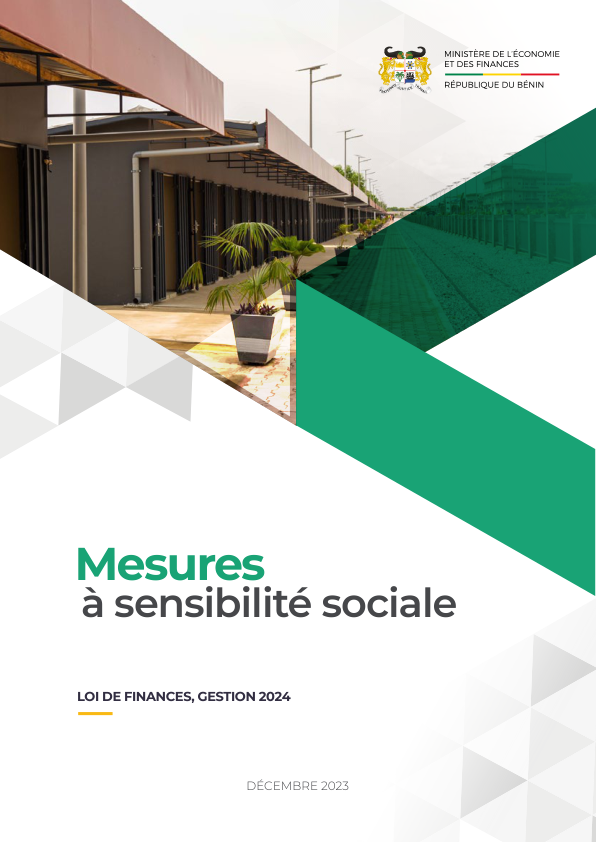 MINISTÈRE DE L'ÉCONOMIE
ET DES FINANCES
RÉPUBLIQUE DU BÉNIN
Mesures
à sensibilité sociale
LOI DE FINANCES, GESTION 2024
DÉCEMBRE 2023